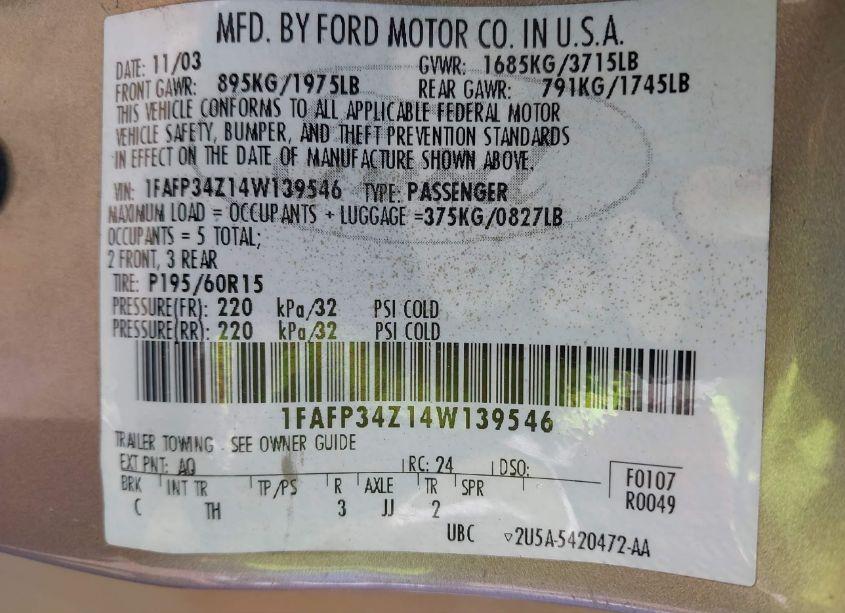 MFD. BY FORD MOTOR CO. IN U.S.A.
DATE: 11/03 GVWR: 1685KG/3715LB
FRONT GAWR: 895KG/1975LB REAR GAWR: 791KG/1745LB
THIS VEHICLE CONFORMS TO ALL APPLICABLE FEDERAL MOTOR
VEHICLE SAFETY, BUMPER, AND THEFT PREVENTION STANDARDS
IN EFFECT ON THE DATE OF MANUFACTURE SHOWN ABOVE.
VIN: 1FAFP34Z14W139546 TYPE: PASSENGER
MAXIMUM LOAD = OCCUPANTS + LUGGAGE =375KG/0827LB
OCCUPANTS = 5 TOTAL;
2 FRONT, 3 REAR
TIRE: P195/60R15
PRESSURE(FR): 220 kPa/32 PSI COLD
PRESSURE(RR): 220 kPa/32 PSI COLD
1FAFP34Z14W139546
TRAILER TOWING - SEE OWNER GUIDE
EXT PNT: AQ RC: 24 DSO:
BRK INT TR TP/PS R AXLE TR SPR
C TH 3 JJ 2
F0107
R0049
UBC ▽2U5A-5420472-AA